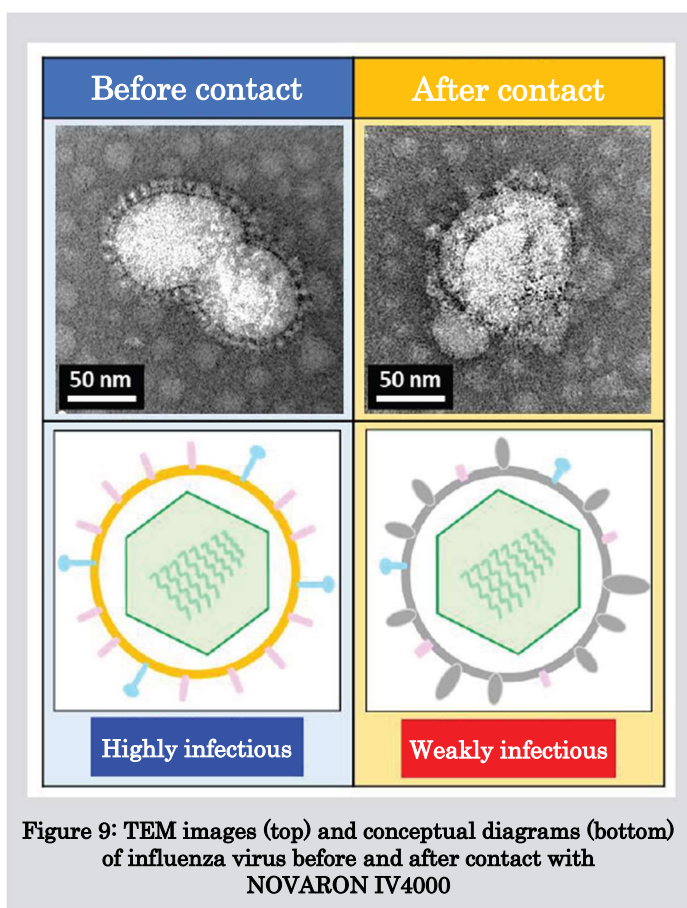 Before contact
After contact
50 nm
50 nm
Highly infectious
Weakly infectious
Figure 9: TEM images (top) and conceptual diagrams (bottom)
of influenza virus before and after contact with
NOVARON IV4000